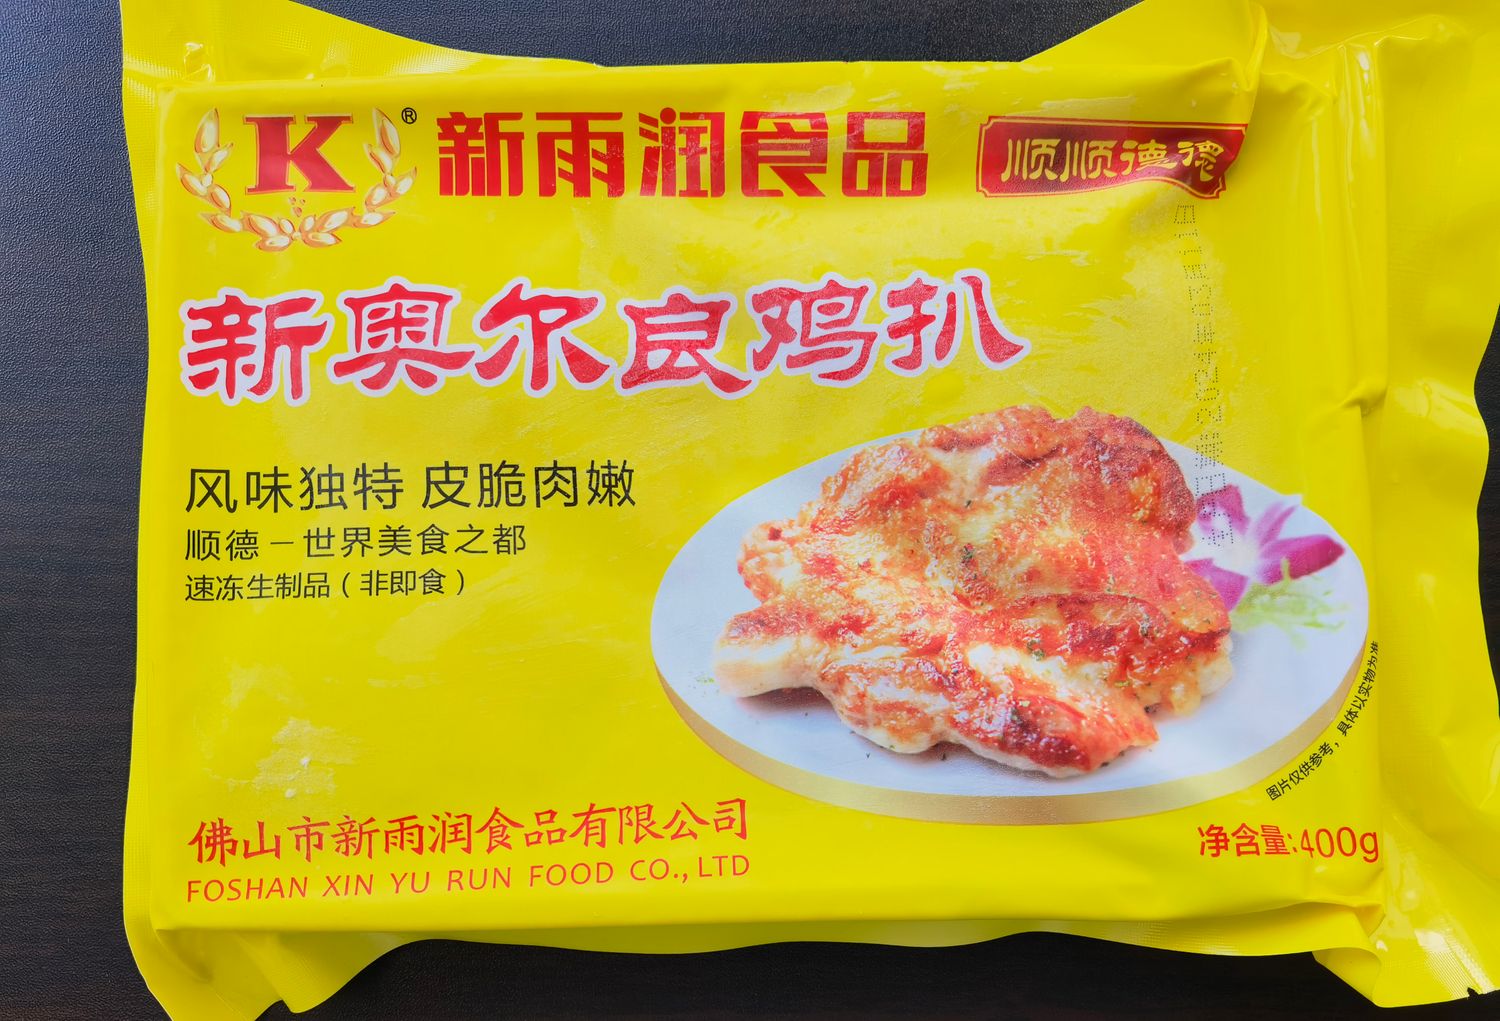 K®
新雨润食品
顺顺德德
新奥尔良鸡扒
风味独特 皮脆肉嫩
顺德－世界美食之都
速冻生制品（非即食）
图片仅供参考，具体以实物为准
佛山市新雨润食品有限公司
FOSHAN XIN YU RUN FOOD CO., LTD
净含量:400g